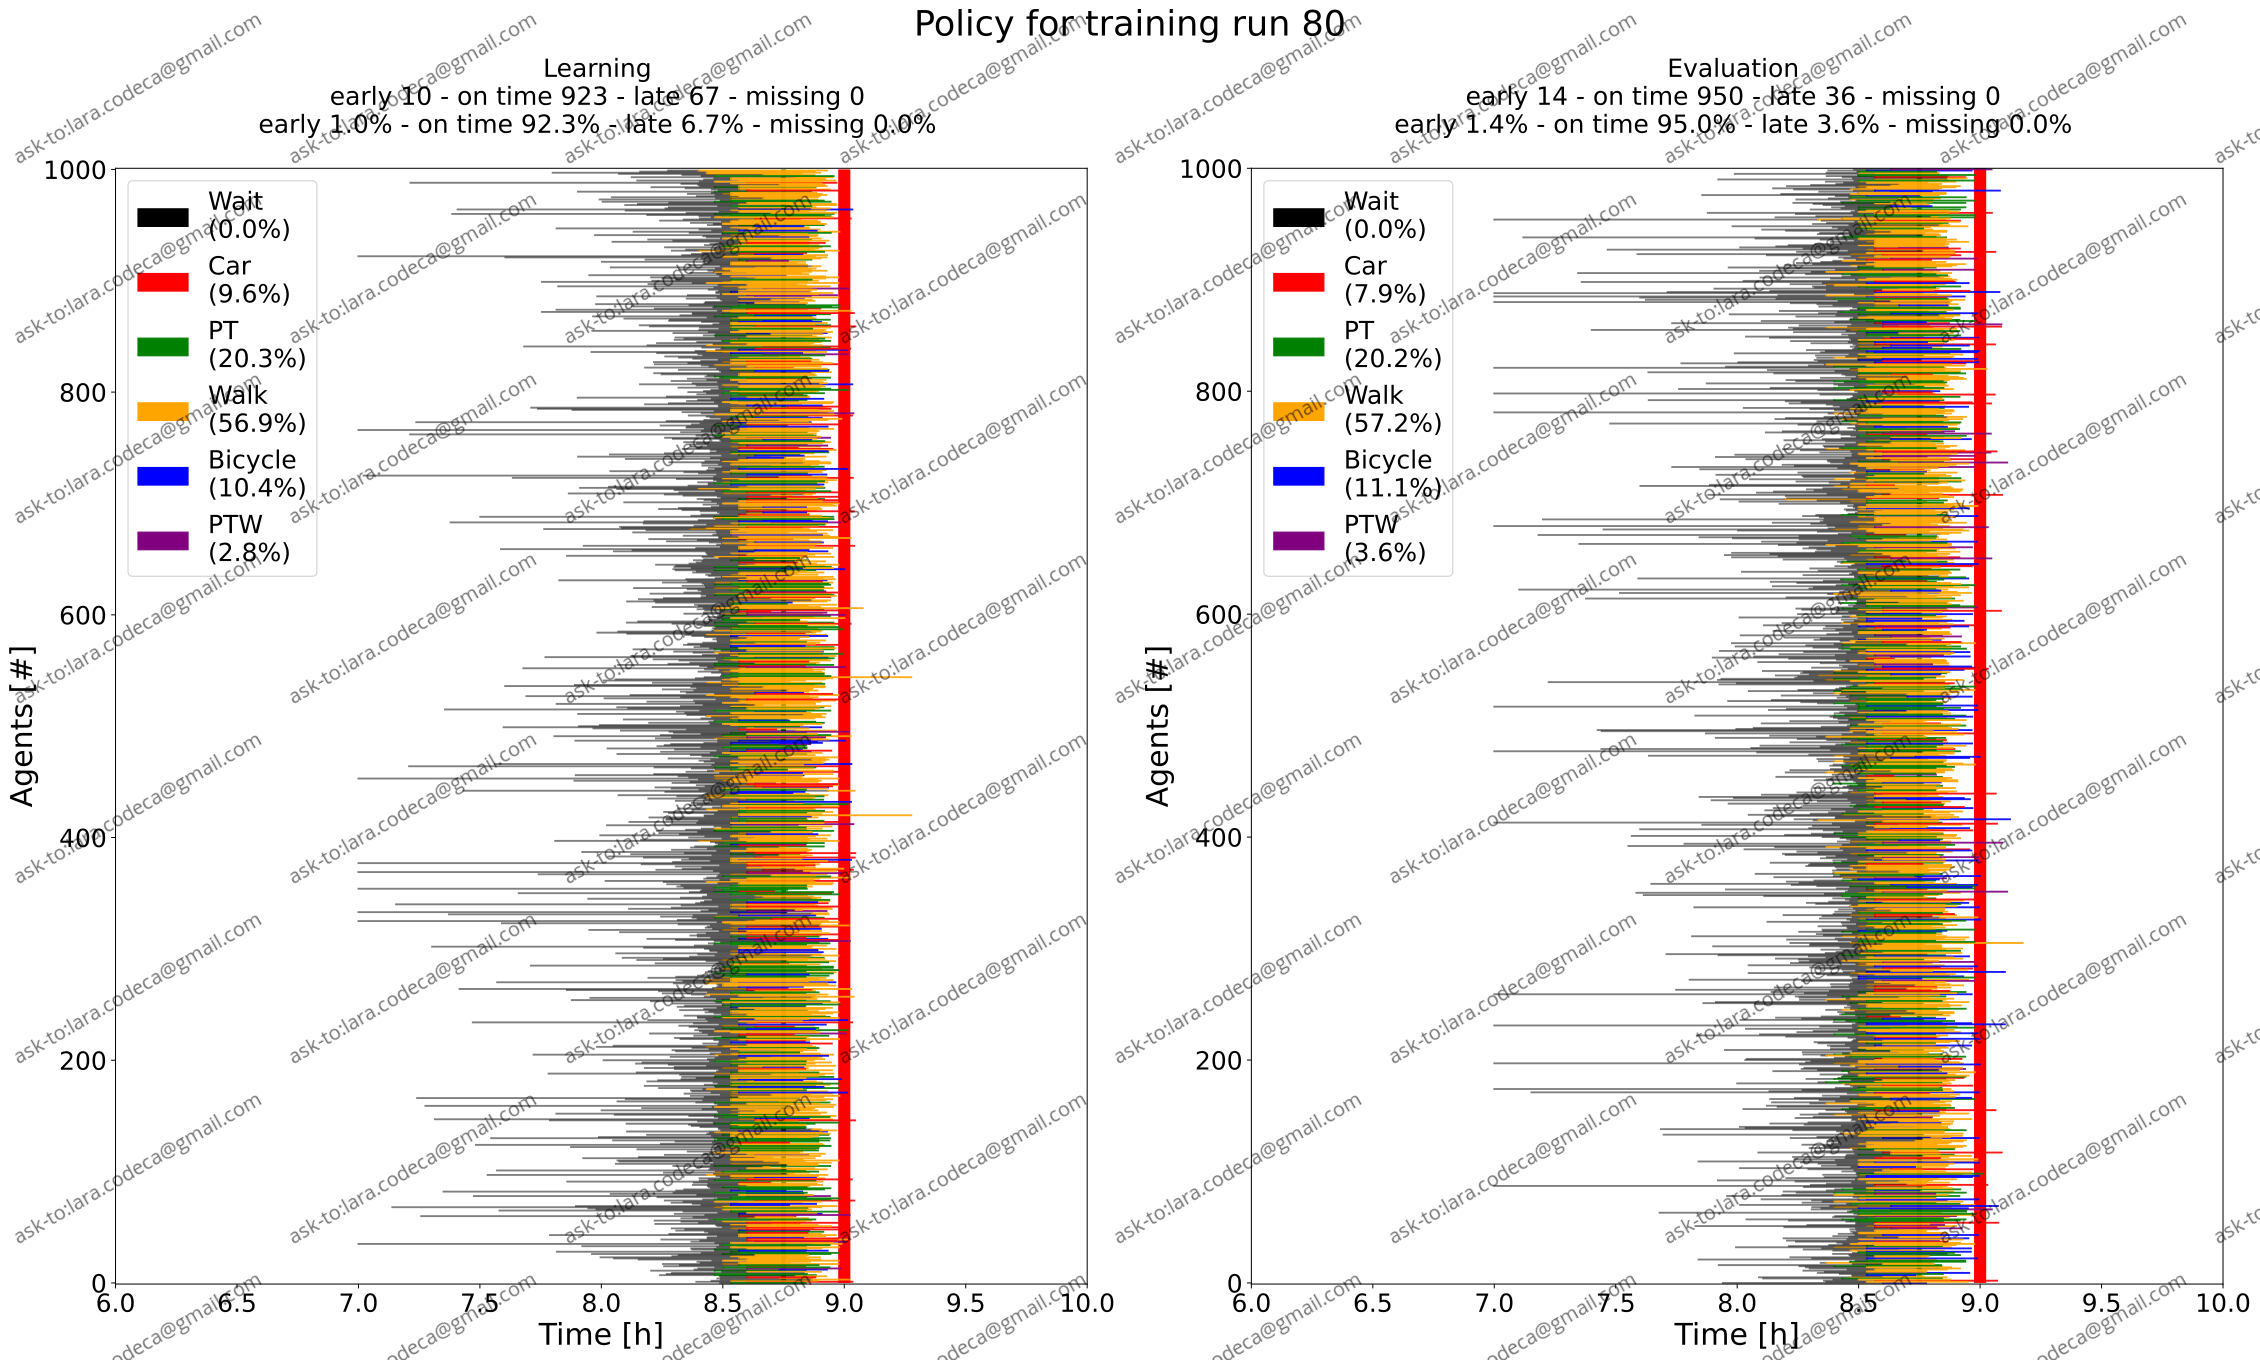 Policy for training run 80
Learning
early 10 - on time 923 - late 67 - missing 0
early 1.0% - on time 92.3% - late 6.7% - missing 0.0%
1000
800
600
400
200
0
Agents [#]
Wait
(0.0%)
Car
(9.6%)
PT
(20.3%)
Walk
(56.9%)
Bicycle
(10.4%)
PTW
(2.8%)
6.0 6.5 7.0 7.5 8.0 8.5 9.0 9.5 10.0
Time [h]
Evaluation
early 14 - on time 950 - late 36 - missing 0
early 1.4% - on time 95.0% - late 3.6% - missing 0.0%
1000
800
600
400
200
0
Agents [#]
Wait
(0.0%)
Car
(7.9%)
PT
(20.2%)
Walk
(57.2%)
Bicycle
(11.1%)
PTW
(3.6%)
6.0 6.5 7.0 7.5 8.0 8.5 9.0 9.5 10.0
Time [h]
ask-to:lara.codeca@gmail.com